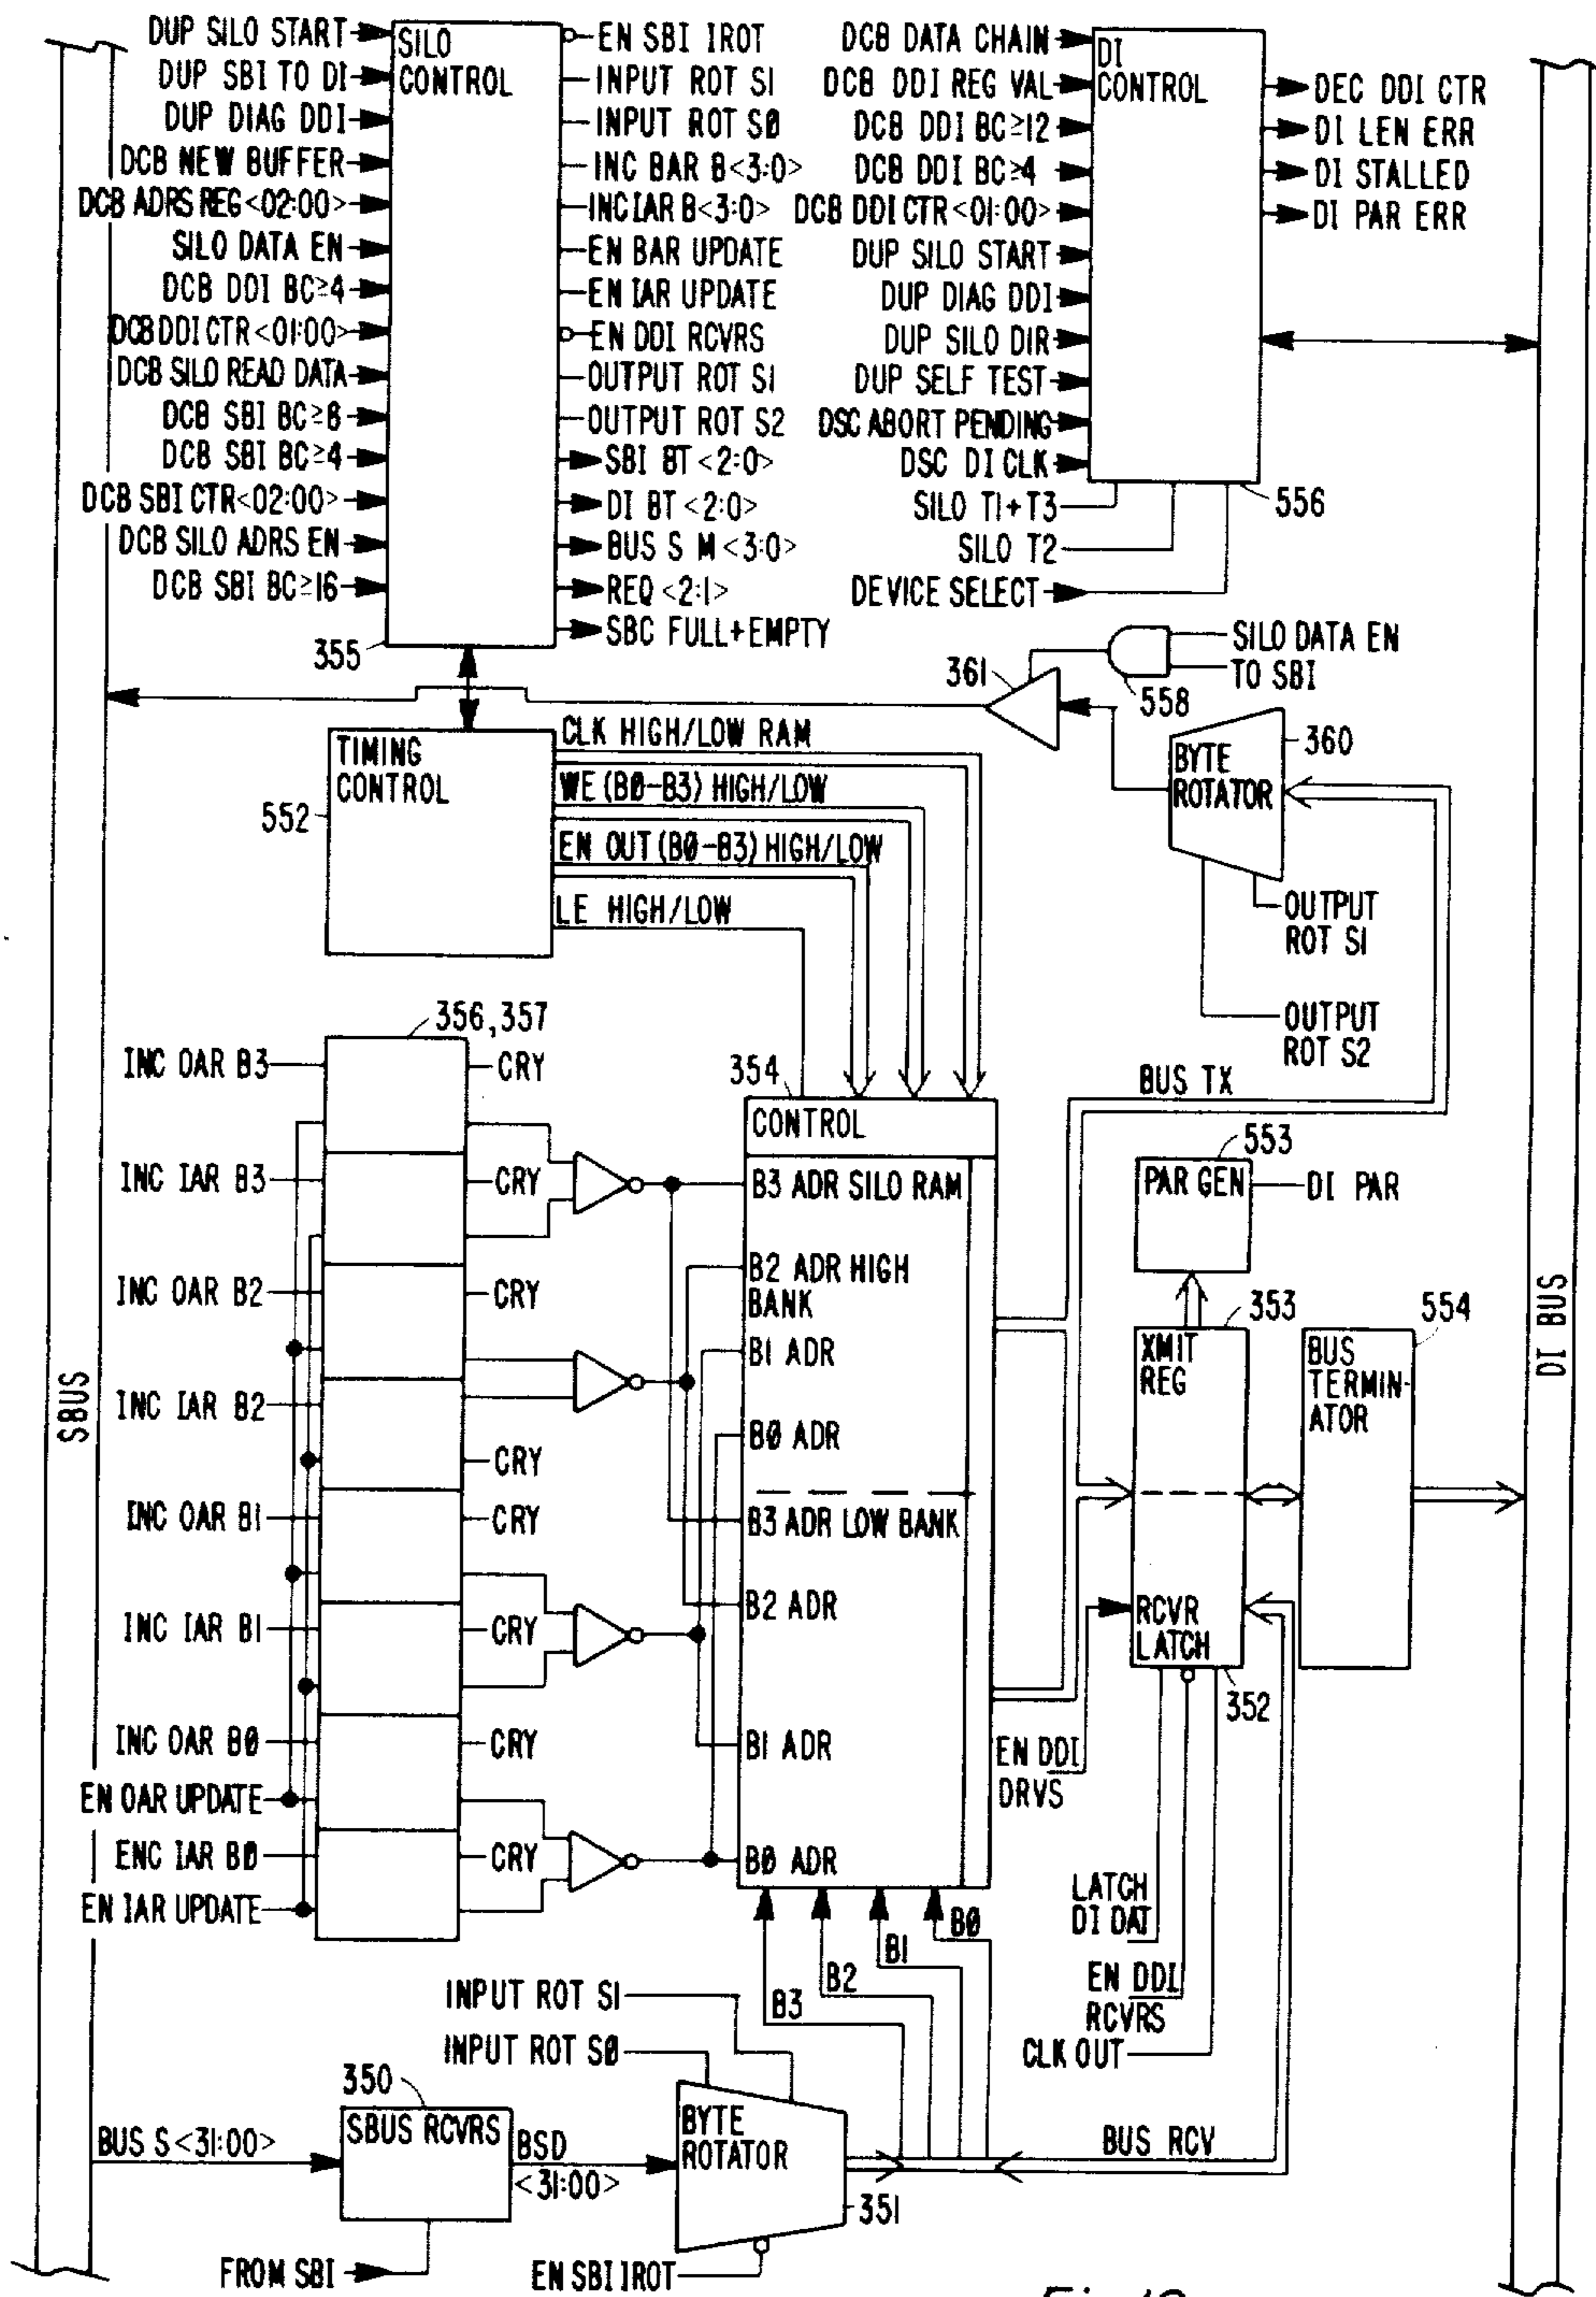 DUP SILO START
DUP SBI TO DI
DUP DIAG DDI
DCB NEW BUFFER
DCB ADRS REG<02:00>
SILO DATA EN
DCB DDI BC≥4
DCB DDI CTR<01:00>
DCB SILO READ DATA
DCB SBI BC≥8
DCB SBI BC≥4
DCB SBI CTR<02:00>
DCB SILO ADRS EN
DCB SBI BC≥16
SILO
CONTROL
355
EN SBI IROT
INPUT ROT S1
INPUT ROT S0
INC BAR B<3:0>
INC IAR B<3:0>
EN BAR UPDATE
EN IAR UPDATE
EN DDI RCVRS
OUTPUT ROT S1
OUTPUT ROT S2
SBI BT <2:0>
DI BT <2:0>
BUS S M<3:0>
REQ <2:1>
SBC FULL+EMPTY
DCB DATA CHAIN
DCB DDI REG VAL
DCB DDI BC≥12
DCB DDI BC≥4
DCB DDI CTR<01:00>
DUP SILO START
DUP DIAG DDI
DUP SILO DIR
DUP SELF TEST
DSC ABORT PENDING
DSC DI CLK
SILO T1+T3
SILO T2
DEVICE SELECT
DI
CONTROL
556
DEC DDI CTR
DI LEN ERR
DI STALLED
DI PAR ERR
361
SILO DATA EN
TO SBI
558
360
BYTE
ROTATOR
OUTPUT
ROT S1
OUTPUT
ROT S2
TIMING
CONTROL
552
CLK HIGH/LOW RAM
WE (B0-B3) HIGH/LOW
EN OUT (B0-B3) HIGH/LOW
LE HIGH/LOW
SBUS
DI BUS
356,357
INC OAR B3
INC IAR B3
INC OAR B2
INC IAR B2
INC OAR B1
INC IAR B1
INC OAR B0
EN OAR UPDATE
ENC IAR B0
EN IAR UPDATE
CRY
CRY
CRY
CRY
CRY
CRY
CRY
CRY
354
CONTROL
B3 ADR SILO RAM
B2 ADR HIGH
BANK
B1 ADR
B0 ADR
B3 ADR LOW BANK
B2 ADR
B1 ADR
B0 ADR
BUS TX
553
PAR GEN
DI PAR
353
XMIT
REG
554
BUS
TERMIN-
ATOR
RCVR
LATCH
352
EN DDI
DRVS
LATCH
DI DAT
EN DDI
RCVRS
CLK OUT
B3
B2
B1
B0
INPUT ROT S1
INPUT ROT S0
350
BUS S<31:00>
SBUS RCVRS
BSD
<31:00>
BYTE
ROTATOR
351
BUS RCV
FROM SBI
EN SBI IROT